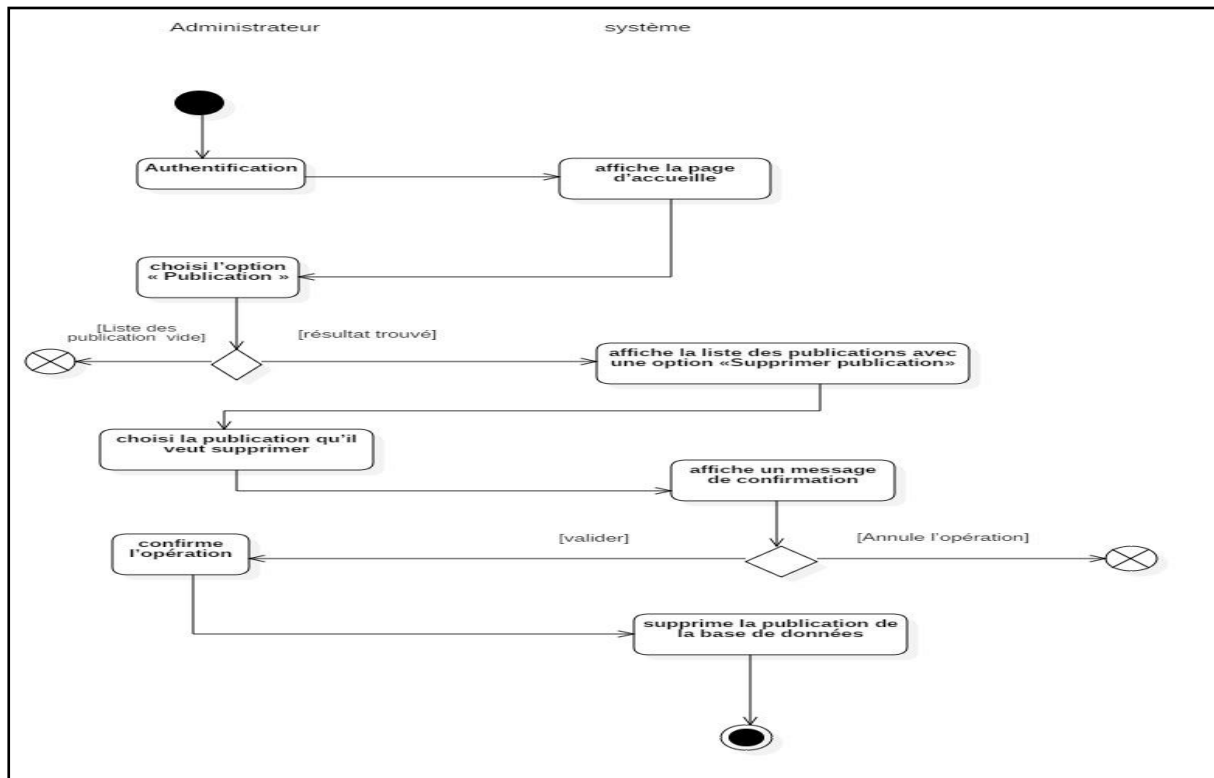 Administrateur
système
Authentification
affiche la page
d'accueille
choisi l'option
« Publication »
[Liste des
publication vide]
[résultat trouvé]
affiche la liste des publications avec
une option «Supprimer publication»
choisi la publication qu'il
veut supprimer
affiche un message
de confirmation
confirme
l'opération
[valider]
[Annule l'opération]
supprime la publication de
la base de données